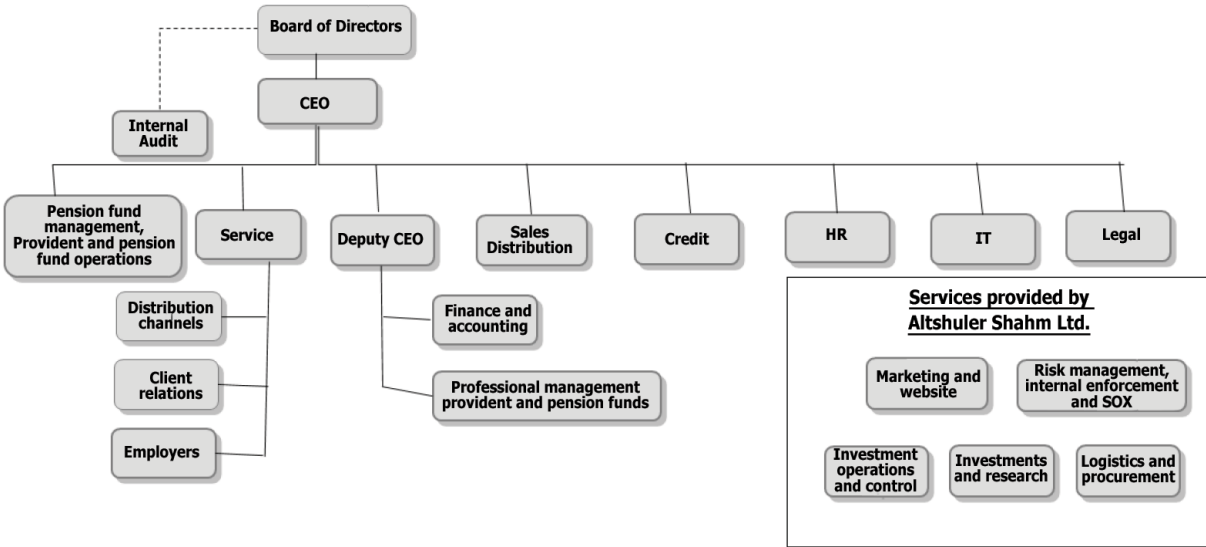 Board of Directors
CEO
Internal
Audit
Pension fund
management,
Provident and pension
fund operations
Service
Deputy CEO
Sales
Distribution
Credit
HR
IT
Legal
Distribution
channels
Client
relations
Employers
Finance and
accounting
Professional management
provident and pension funds
Services provided by
Altshuler Shahm Ltd.
Marketing and
website
Risk management,
internal enforcement
and SOX
Investment
operations
and control
Investments
and research
Logistics and
procurement